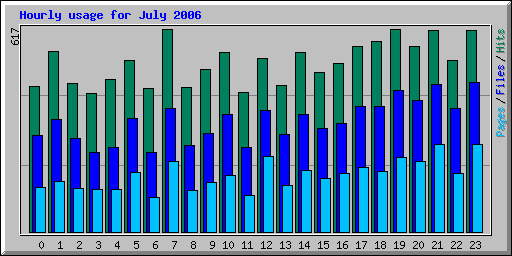 Hourly usage for July 2006
617
Pages / Files / Hits
0 1 2 3 4 5 6 7 8 9 10 11 12 13 14 15 16 17 18 19 20 21 22 23